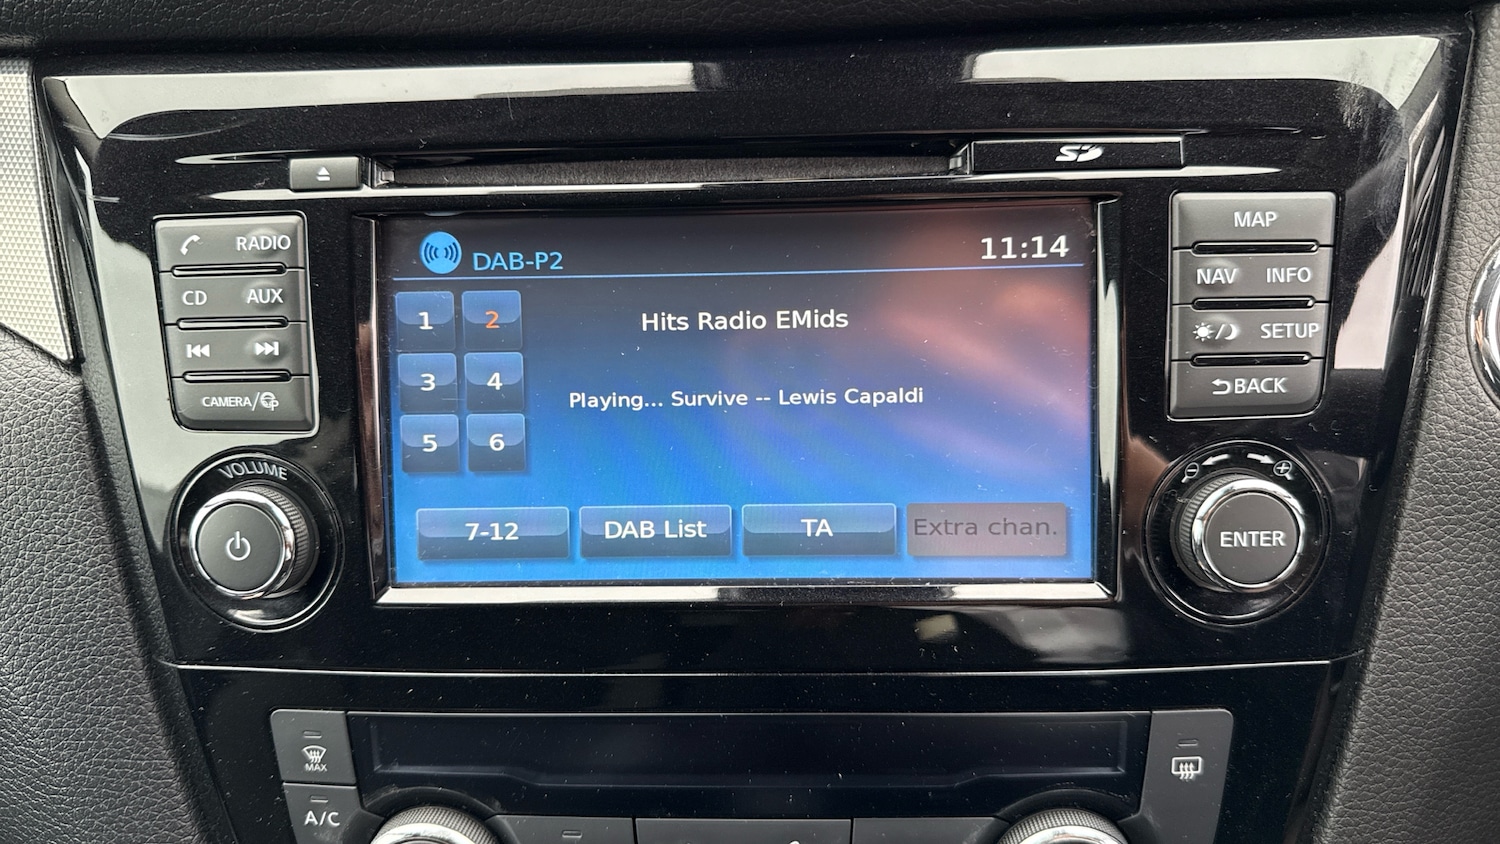 SD
RADIO
CD AUX
CAMERA/
VOLUME
DAB-P2
11:14
1 2
3 4
5 6
Hits Radio EMids
Playing... Survive -- Lewis Capaldi
7-12
DAB List
TA
Extra chan.
MAP
NAV INFO
SETUP
BACK
ENTER
MAX
A/C